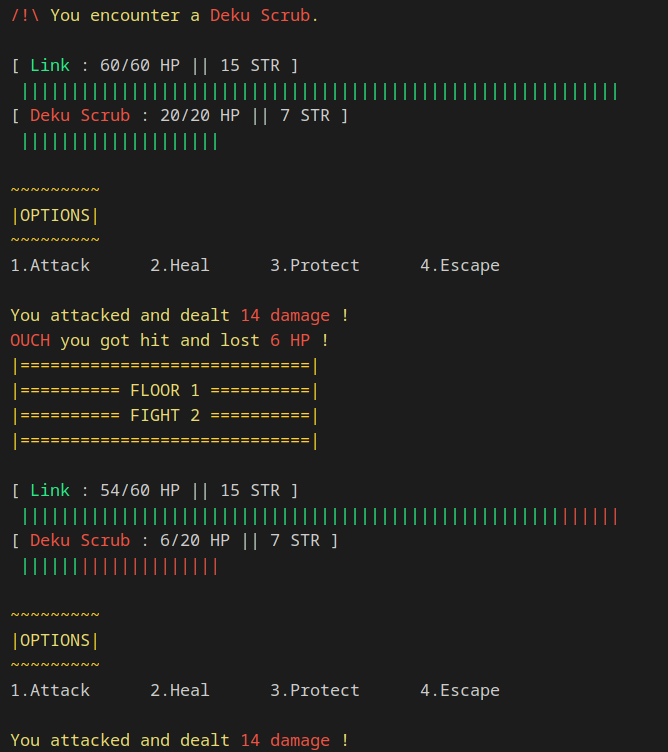 /!\ You encounter a Deku Scrub.
[ Link : 60/60 HP || 15 STR ]
||||||||||||||||||||||||||||||||||||||||||||||||||||||||||||
[ Deku Scrub : 20/20 HP || 7 STR ]
||||||||||||||||||||
~~~~~~~~~
|OPTIONS|
~~~~~~~~~
1.Attack      2.Heal      3.Protect      4.Escape
You attacked and dealt 14 damage !
OUCH you got hit and lost 6 HP !
|=============================|
|========== FLOOR 1 ==========|
|========== FIGHT 2 ==========|
|=============================|
[ Link : 54/60 HP || 15 STR ]
||||||||||||||||||||||||||||||||||||||||||||||||||||||||||||
[ Deku Scrub : 6/20 HP || 7 STR ]
||||||||||||||||||||
~~~~~~~~~
|OPTIONS|
~~~~~~~~~
1.Attack      2.Heal      3.Protect      4.Escape
You attacked and dealt 14 damage !